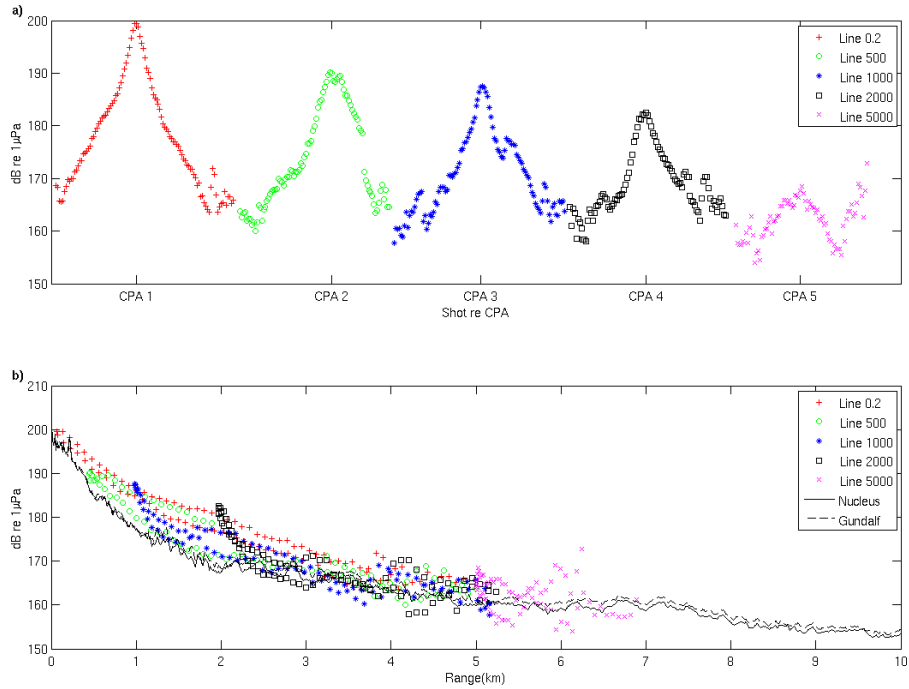 a)
200
190
180
170
160
150
dB re 1µPa
CPA 1
CPA 2
CPA 3
CPA 4
CPA 5
Shot re CPA
Line 0.2
Line 500
Line 1000
Line 2000
Line 5000
b)
210
200
190
180
170
160
150
dB re 1µPa
0
1
2
3
4
5
6
7
8
9
10
Range(km)
Line 0.2
Line 500
Line 1000
Line 2000
Line 5000
Nucleus
Gundalf